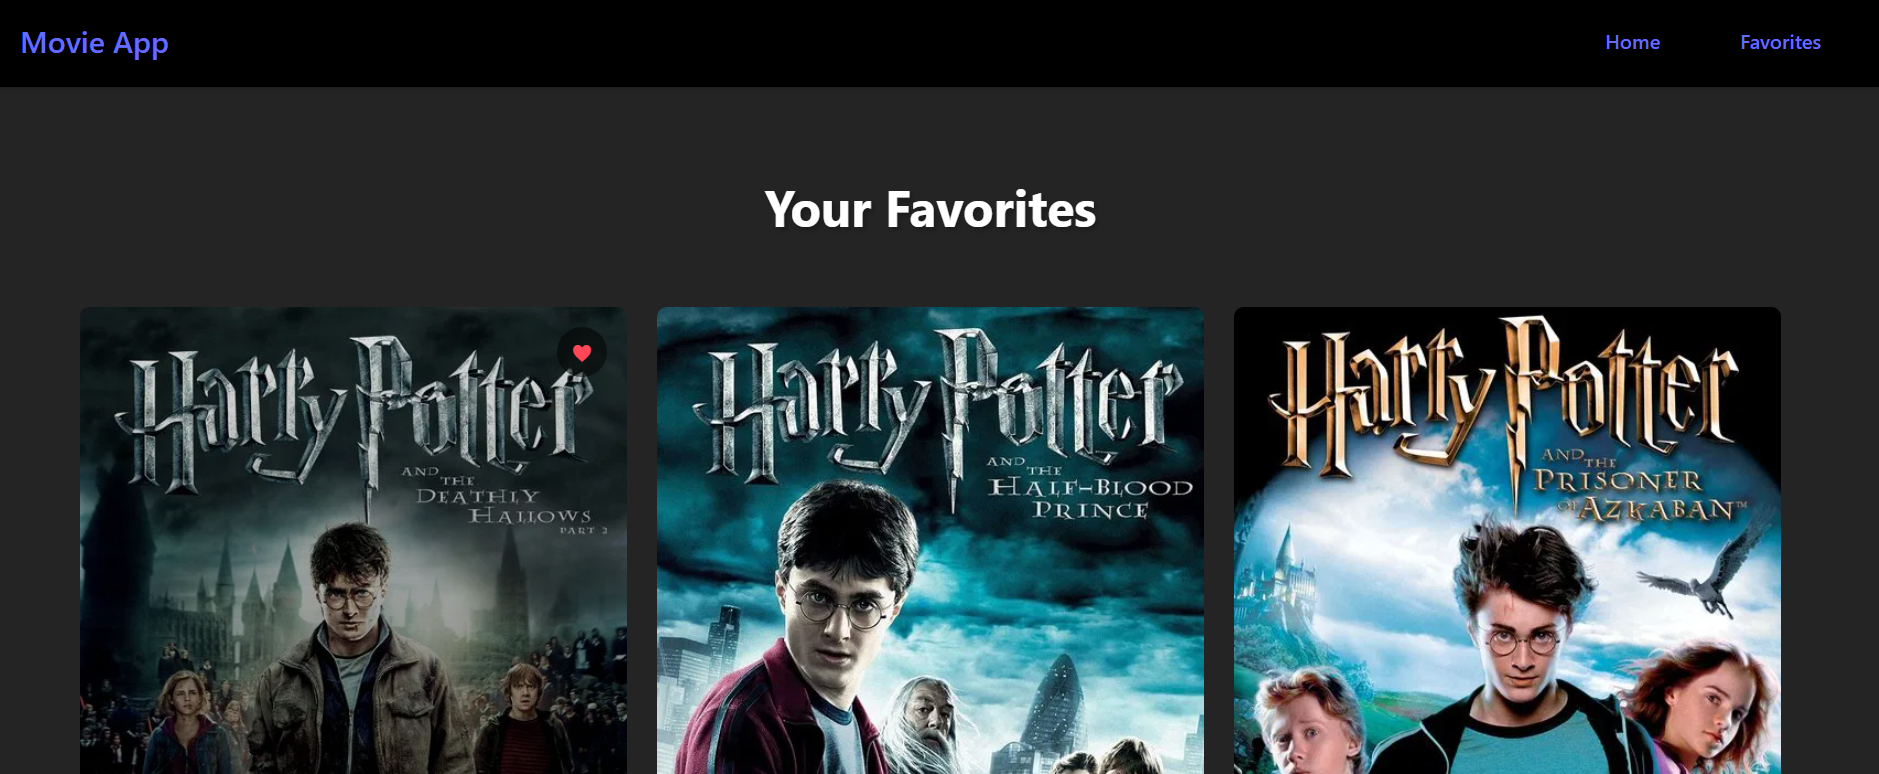 Movie App
Home
Favorites
Your Favorites
Harry Potter
AND
THE
DEATHLY
HALLOWS
PART 2
Harry Potter
AND
THE
HALF-BLOOD
PRINCE
Harry Potter
AND
THE
PRISONER
OF AZKABAN™